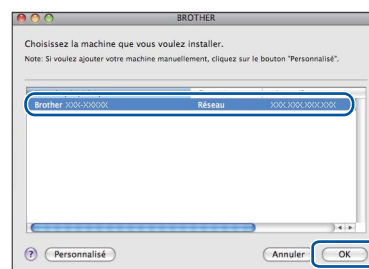 BROTHER
Choisissez la machine que vous voulez installer.
Note: Si voulez ajouter votre machine manuellement, cliquez sur le bouton "Personnalisé".
Brother XXX-XXXXX Réseau XXX.XXX.XXX.XXX
? Personnalisé Annuler OK